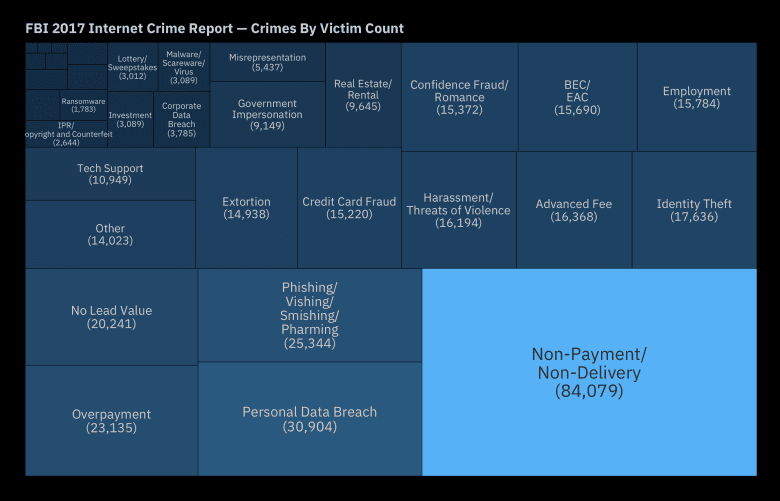 FBI 2017 Internet Crime Report — Crimes By Victim Count
Lottery/
Sweepstakes
(3,012)
Malware/
Scareware/
Virus
(3,089)
Misrepresentation
(5,437)
Real Estate/
Rental
(9,645)
Confidence Fraud/
Romance
(15,372)
BEC/
EAC
(15,690)
Employment
(15,784)
Ransomware
(1,783)
Investment
(3,089)
Corporate
Data
Breach
(3,785)
Government
Impersonation
(9,149)
IPR/
opyright and Counterfeit
(2,644)
Tech Support
(10,949)
Other
(14,023)
Extortion
(14,938)
Credit Card Fraud
(15,220)
Harassment/
Threats of Violence
(16,194)
Advanced Fee
(16,368)
Identity Theft
(17,636)
No Lead Value
(20,241)
Phishing/
Vishing/
Smishing/
Pharming
(25,344)
Non-Payment/
Non-Delivery
(84,079)
Overpayment
(23,135)
Personal Data Breach
(30,904)